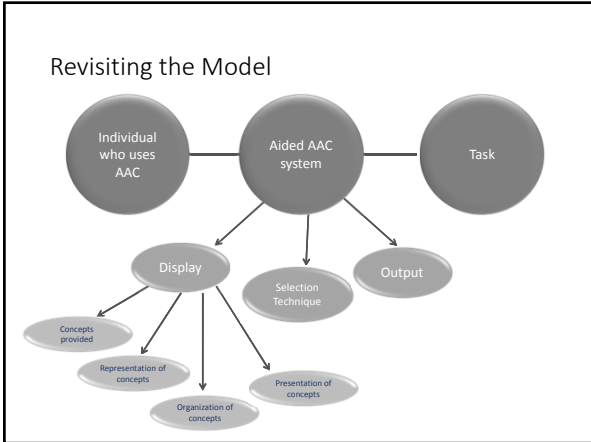 Revisiting the Model
Individual
who uses
AAC
Aided AAC
system
Task
Display
Selection
Technique
Output
Concepts
provided
Representation of
concepts
Organization of
concepts
Presentation of
concepts